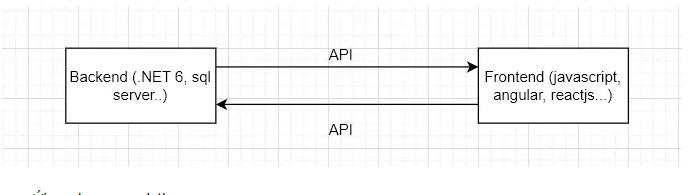 API
Backend (.NET 6, sql
server..)
Frontend (javascript,
angular, reactjs...)
API